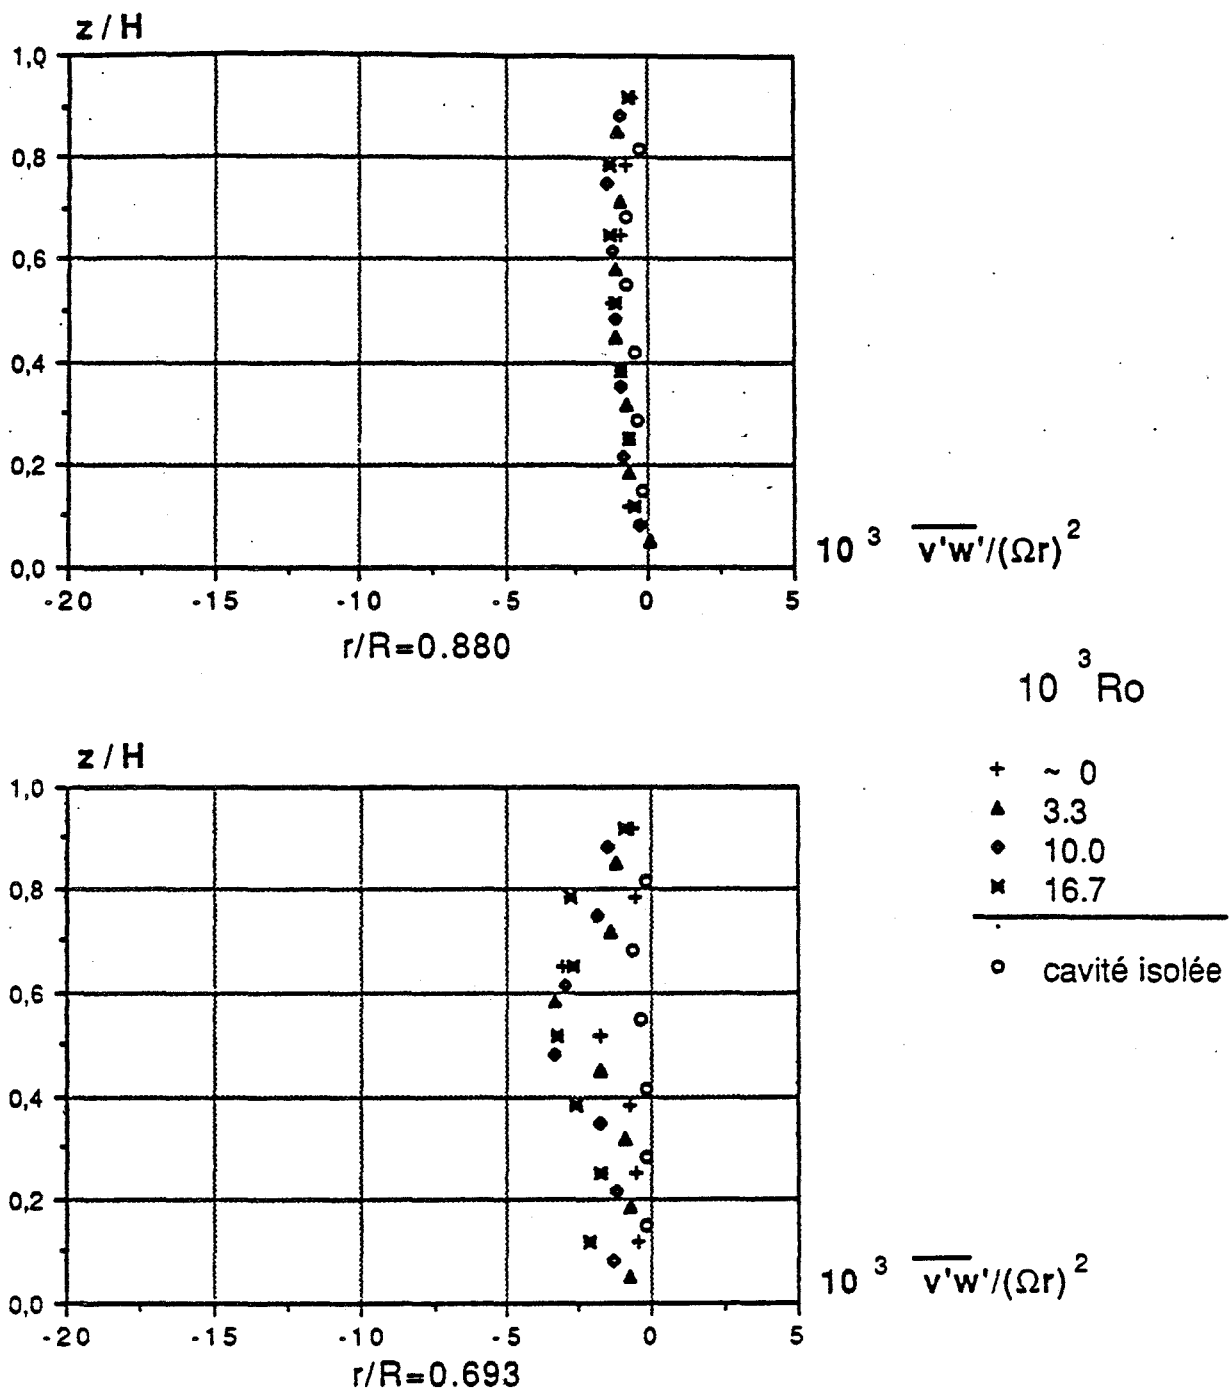 z / H
1,0
0,8
0,6
0,4
0,2
0,0
-20 -15 -10 -5 0 5
10 3 v'w'/(Ωr)2
r/R=0.880
10 3 Ro
+ ~ 0
▲ 3.3
◆ 10.0
✖ 16.7
o cavité isolée
z / H
1,0
0,8
0,6
0,4
0,2
0,0
-20 -15 -10 -5 0 5
10 3 v'w'/(Ωr)2
r/R=0.693